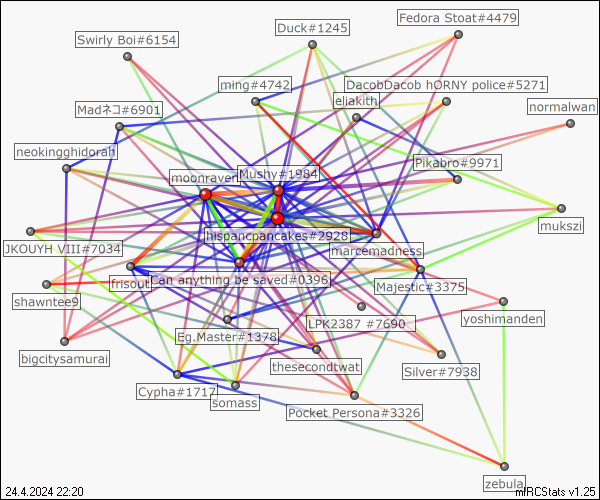 Fedora Stoat#4479
Duck#1245
Swirly Boi#6154
ming#4742
DacobDacob hORNY police#5271
eliakith
normalwan
Madネコ#6901
neokingghidorah
Pikabro#9971
moonraven
Mushy#1984
mukszi
hispancpancakes#2928
JKOUYH VIII#7034
marcemadness
frisout
Can anything be saved#0396
Majestic#3375
shawntee9
LPK2387 #7690
yoshimanden
Eg.Master#1378
bigcitysamurai
thesecondtwat
Silver#7938
Cypha#1717
somass
Pocket Persona#3326
zebula
24.4.2024 22:20
mIRCStats v1.25